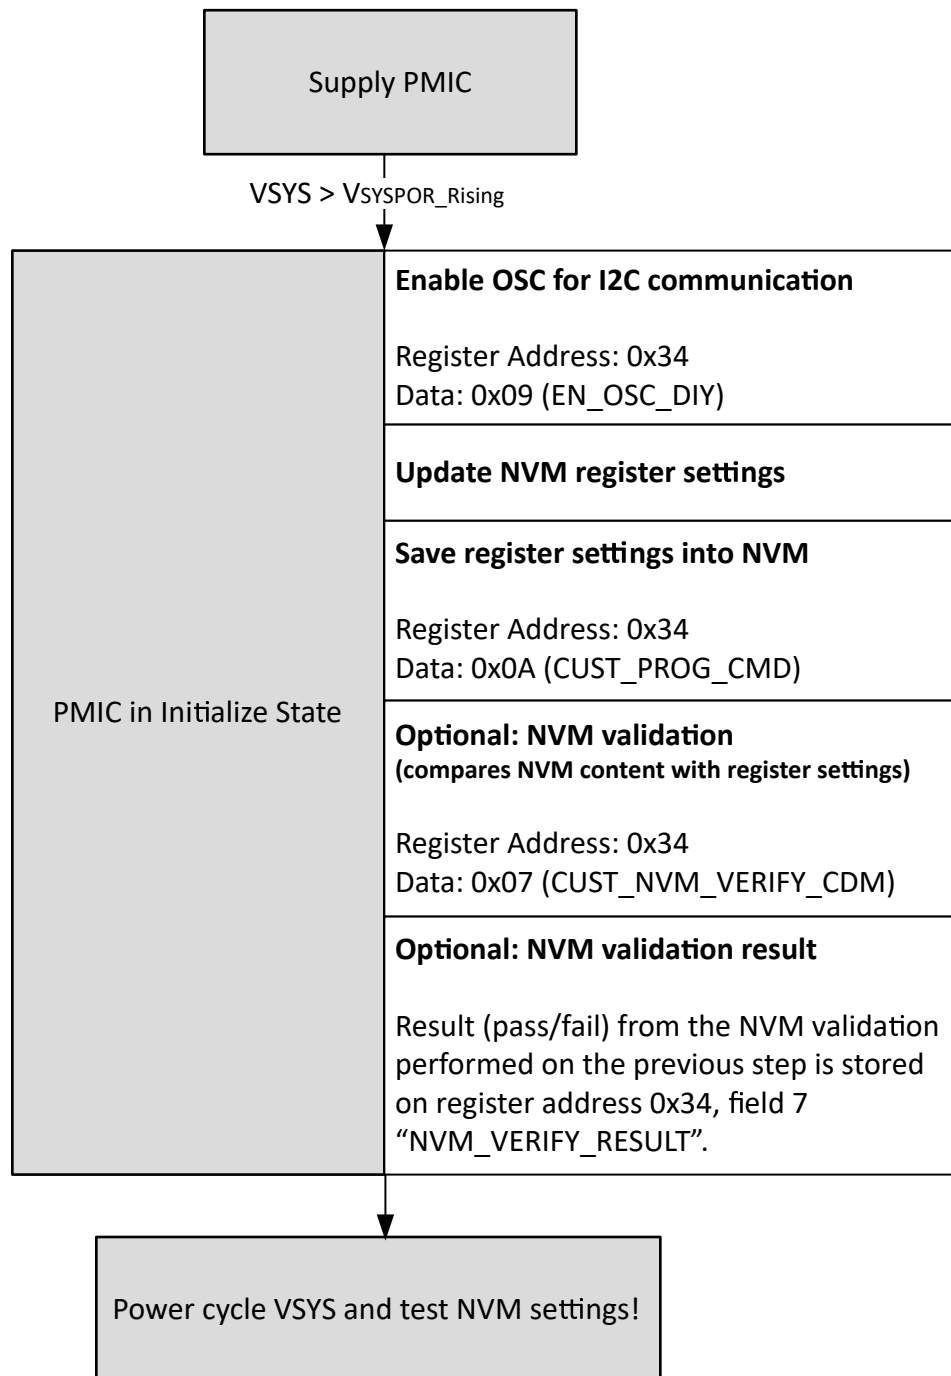 Supply PMIC
VSYS > VSYSPOR_Rising
Enable OSC for I2C communication
Register Address: 0x34
Data: 0x09 (EN_OSC_DIY)
Update NVM register settings
Save register settings into NVM
Register Address: 0x34
Data: 0x0A (CUST_PROG_CMD)
PMIC in Initialize State
Optional: NVM validation
(compares NVM content with register settings)
Register Address: 0x34
Data: 0x07 (CUST_NVM_VERIFY_CDM)
Optional: NVM validation result
Result (pass/fail) from the NVM validation
performed on the previous step is stored
on register address 0x34, field 7
“NVM_VERIFY_RESULT”.
Power cycle VSYS and test NVM settings!